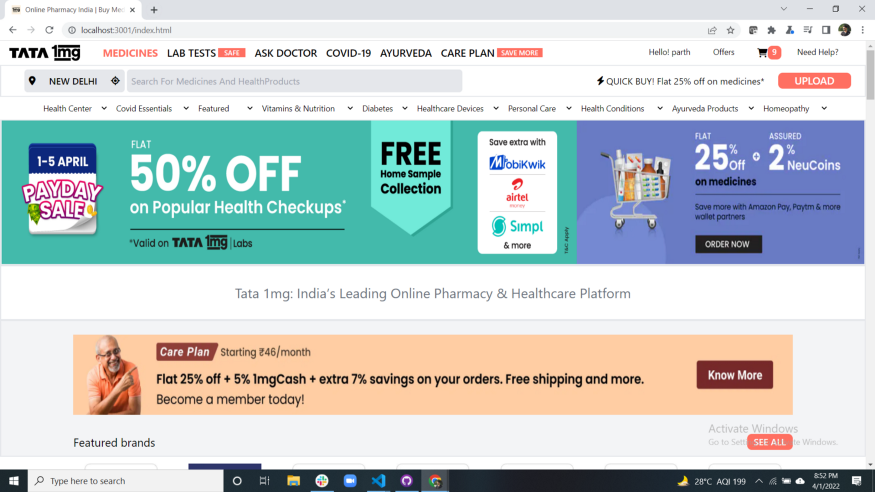 Online Pharmacy India | Buy Med
localhost:3001/index.html
TATA 1mg MEDICINES LAB TESTS SAFE ASK DOCTOR COVID-19 AYURVEDA CARE PLAN SAVE MORE Hello! parth Offers 9 Need Help?
NEW DELHI Search For Medicines And HealthProducts QUICK BUY! Flat 25% off on medicines* UPLOAD
Health Center Covid Essentials Featured Vitamins & Nutrition Diabetes Healthcare Devices Personal Care Health Conditions Ayurveda Products Homeopathy
1-5 APRIL
PAYDAY
SALE
FLAT
50% OFF
on Popular Health Checkups*
*Valid on TATA 1mg | Labs
FREE
Home Sample
Collection
Save extra with
MobiKwik
airtel
money
Simpl
& more
T&C Apply
FLAT ASSURED
25% Off + 2% NeuCoins
on medicines
Save more with Amazon Pay, Paytm & more
wallet partners
ORDER NOW
Tata 1mg: India's Leading Online Pharmacy & Healthcare Platform
Care Plan Starting ₹46/month
Flat 25% off + 5% 1mgCash + extra 7% savings on your orders. Free shipping and more.
Become a member today!
Know More
Featured brands
SEE ALL
Activate Windows
Go to Sett te Windows.
Type here to search
28°C AQI 199
8:52 PM
4/1/2022